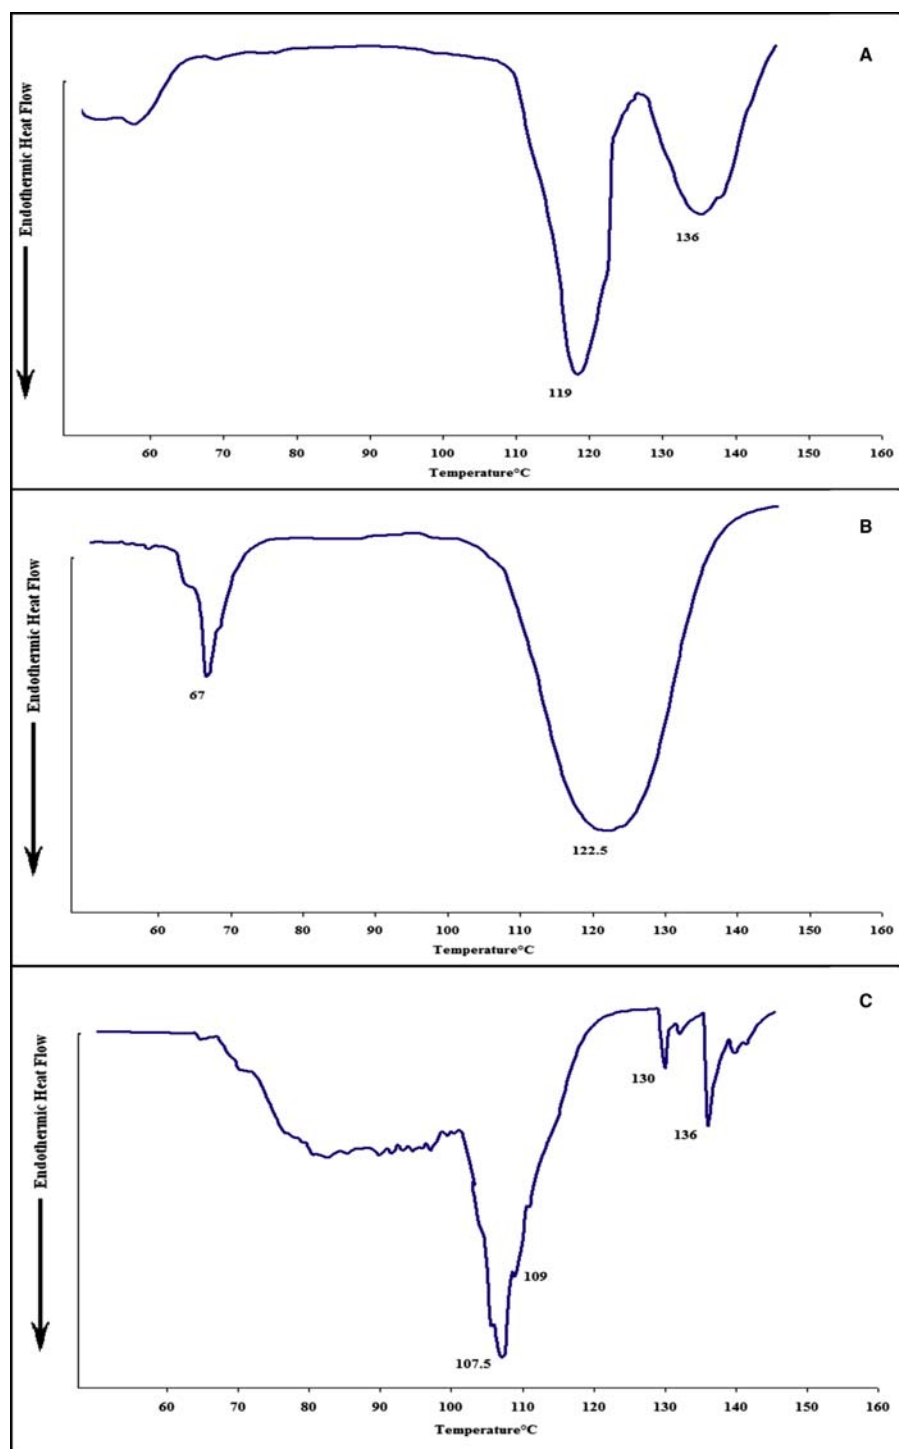 A
Endothermic Heat Flow
136
119
60 70 80 90 100 110 120 130 140 150 160
Temperature°C
B
Endothermic Heat Flow
67
122.5
60 70 80 90 100 110 120 130 140 150 160
Temperature°C
C
Endothermic Heat Flow
130
136
109
107.5
60 70 80 90 100 110 120 130 140 150 160
Temperature°C